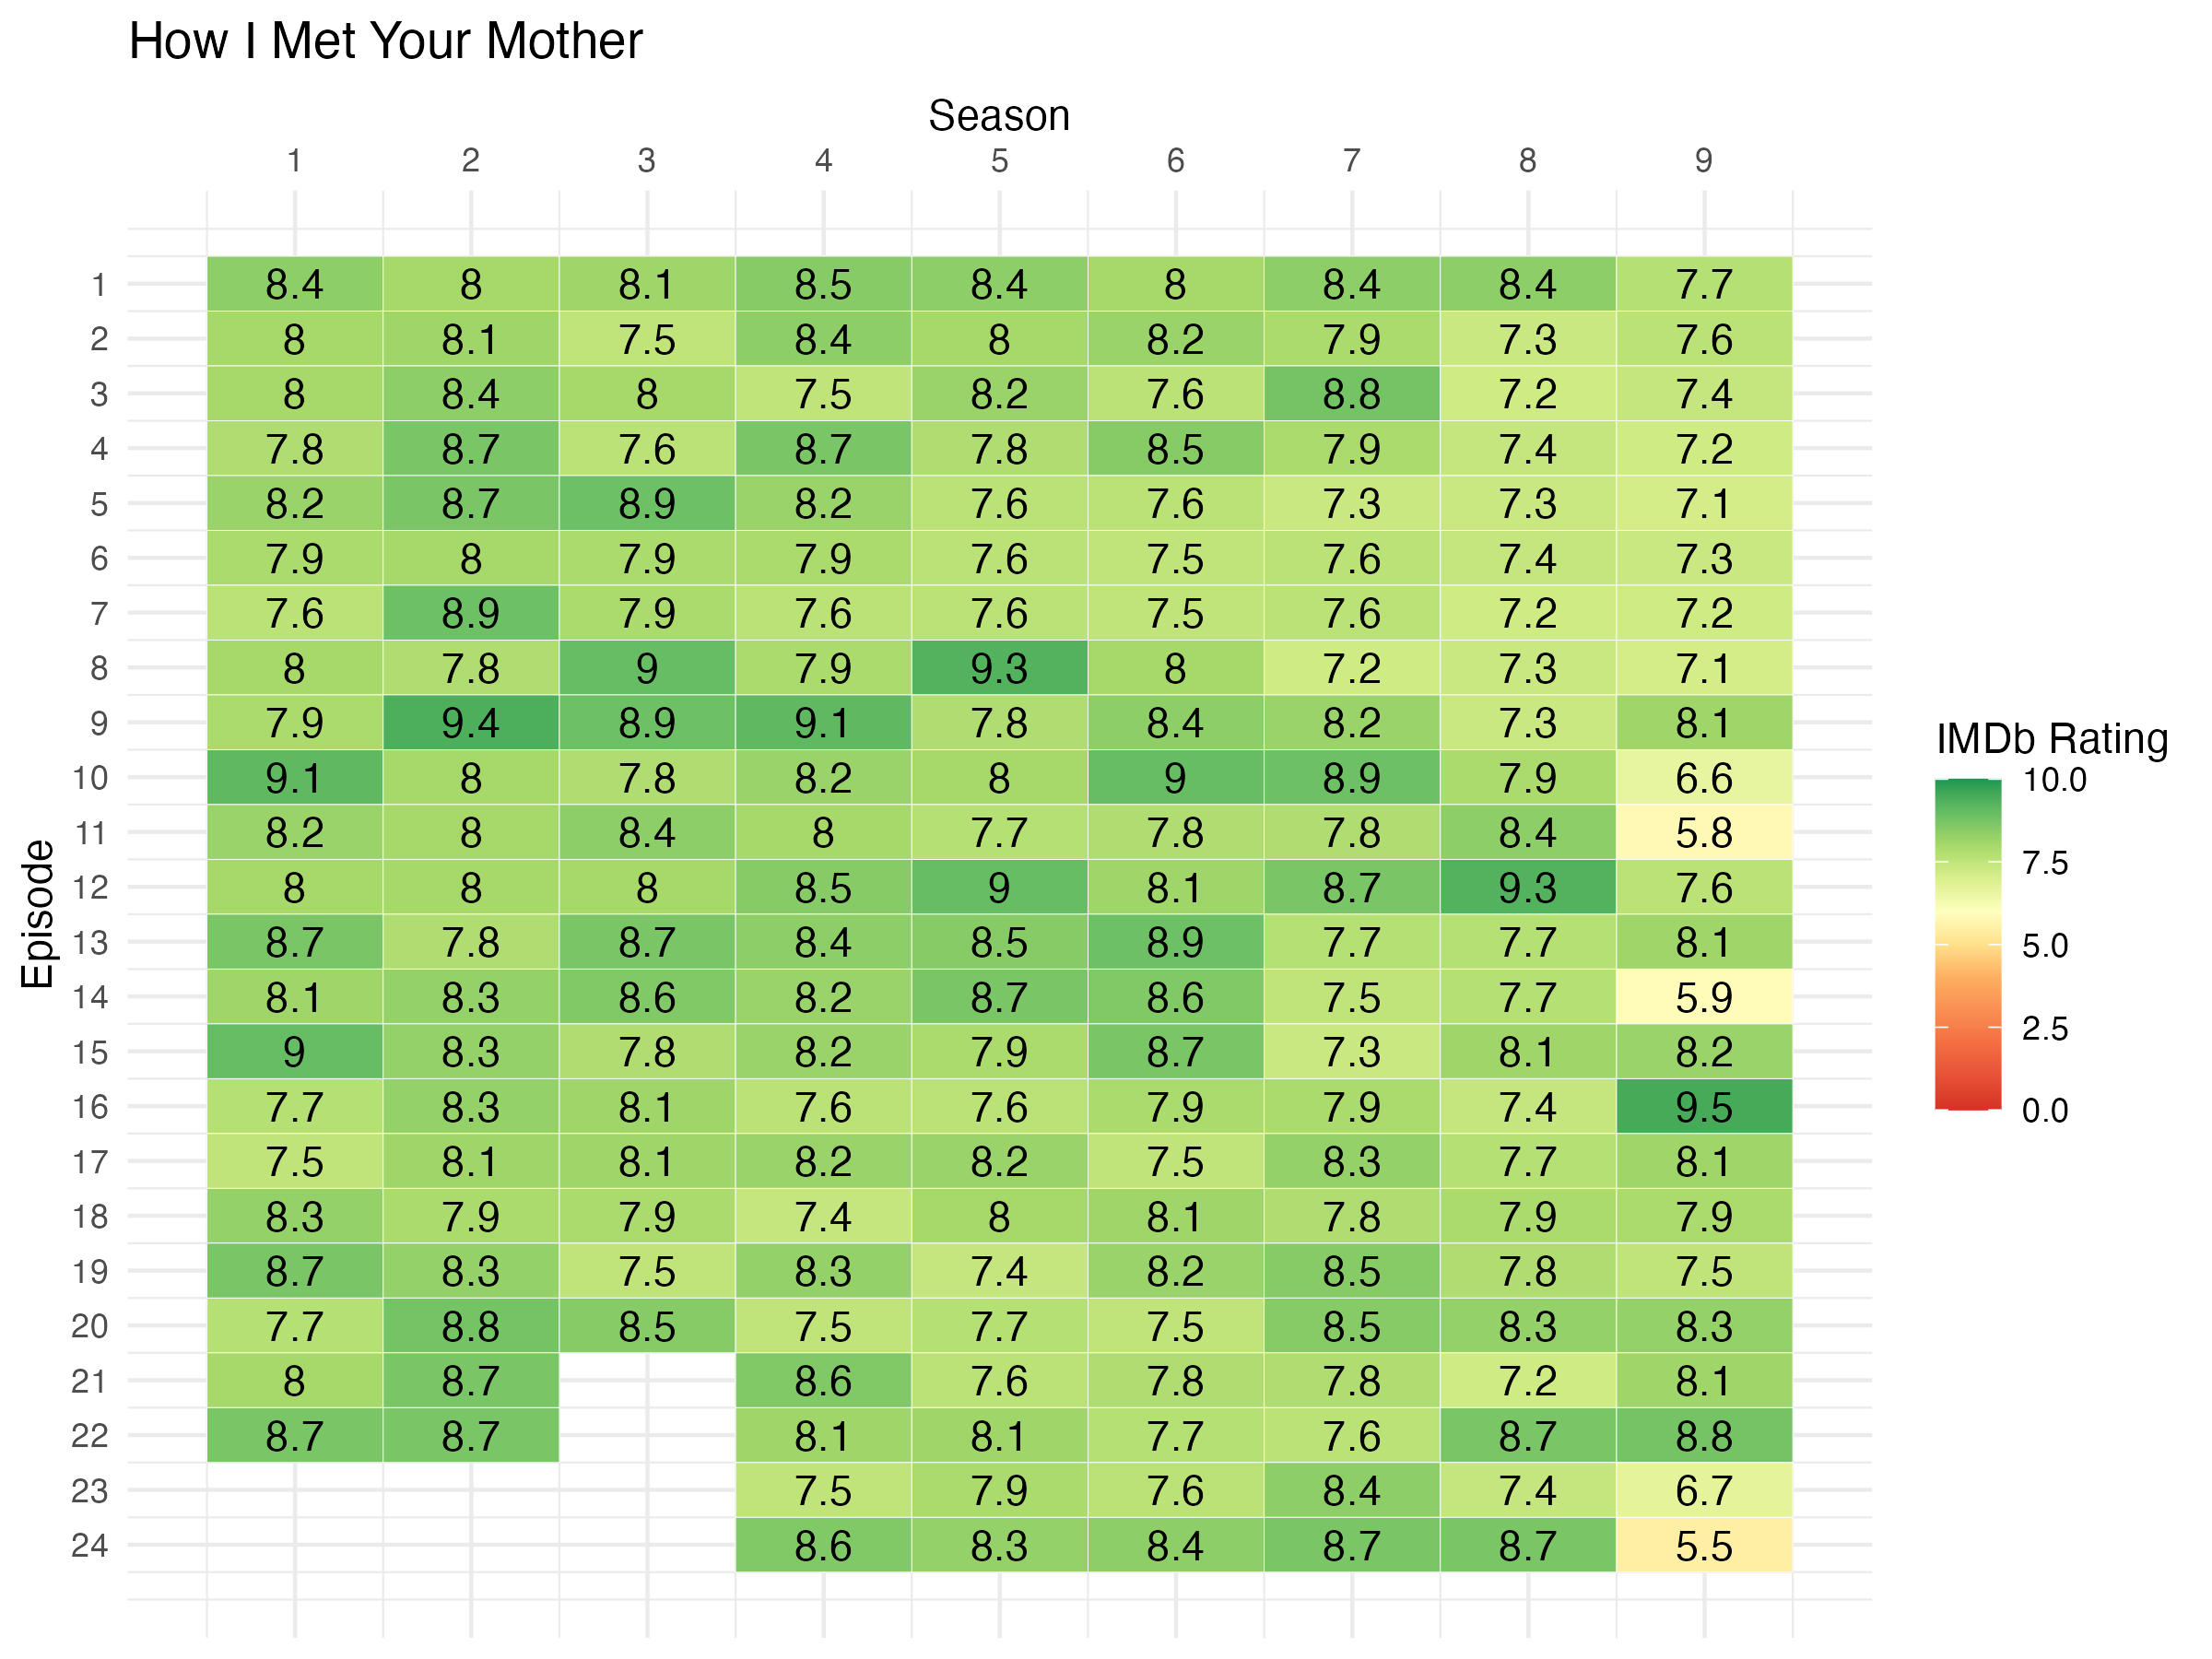 How I Met Your Mother
Season
1 2 3 4 5 6 7 8 9
1 8.4 8 8.1 8.5 8.4 8 8.4 8.4 7.7
2 8 8.1 7.5 8.4 8 8.2 7.9 7.3 7.6
3 8 8.4 8 7.5 8.2 7.6 8.8 7.2 7.4
4 7.8 8.7 7.6 8.7 7.8 8.5 7.9 7.4 7.2
5 8.2 8.7 8.9 8.2 7.6 7.6 7.3 7.3 7.1
6 7.9 8 7.9 7.9 7.6 7.5 7.6 7.4 7.3
7 7.6 8.9 7.9 7.6 7.6 7.5 7.6 7.2 7.2
8 8 7.8 9 7.9 9.3 8 7.2 7.3 7.1
9 7.9 9.4 8.9 9.1 7.8 8.4 8.2 7.3 8.1
10 9.1 8 7.8 8.2 8 9 8.9 7.9 6.6
11 8.2 8 8.4 8 7.7 7.8 7.8 8.4 5.8
12 8 8 8 8.5 9 8.1 8.7 9.3 7.6
13 8.7 7.8 8.7 8.4 8.5 8.9 7.7 7.7 8.1
14 8.1 8.3 8.6 8.2 8.7 8.6 7.5 7.7 5.9
15 9 8.3 7.8 8.2 7.9 8.7 7.3 8.1 8.2
16 7.7 8.3 8.1 7.6 7.6 7.9 7.9 7.4 9.5
17 7.5 8.1 8.1 8.2 8.2 7.5 8.3 7.7 8.1
18 8.3 7.9 7.9 7.4 8 8.1 7.8 7.9 7.9
19 8.7 8.3 7.5 8.3 7.4 8.2 8.5 7.8 7.5
20 7.7 8.8 8.5 7.5 7.7 7.5 8.5 8.3 8.3
21 8 8.7 8.6 7.6 7.8 7.8 7.2 8.1
22 8.7 8.7 8.1 8.1 7.7 7.6 8.7 8.8
23 7.5 7.9 7.6 8.4 7.4 6.7
24 8.6 8.3 8.4 8.7 8.7 5.5
Episode
IMDb Rating
10.0
7.5
5.0
2.5
0.0